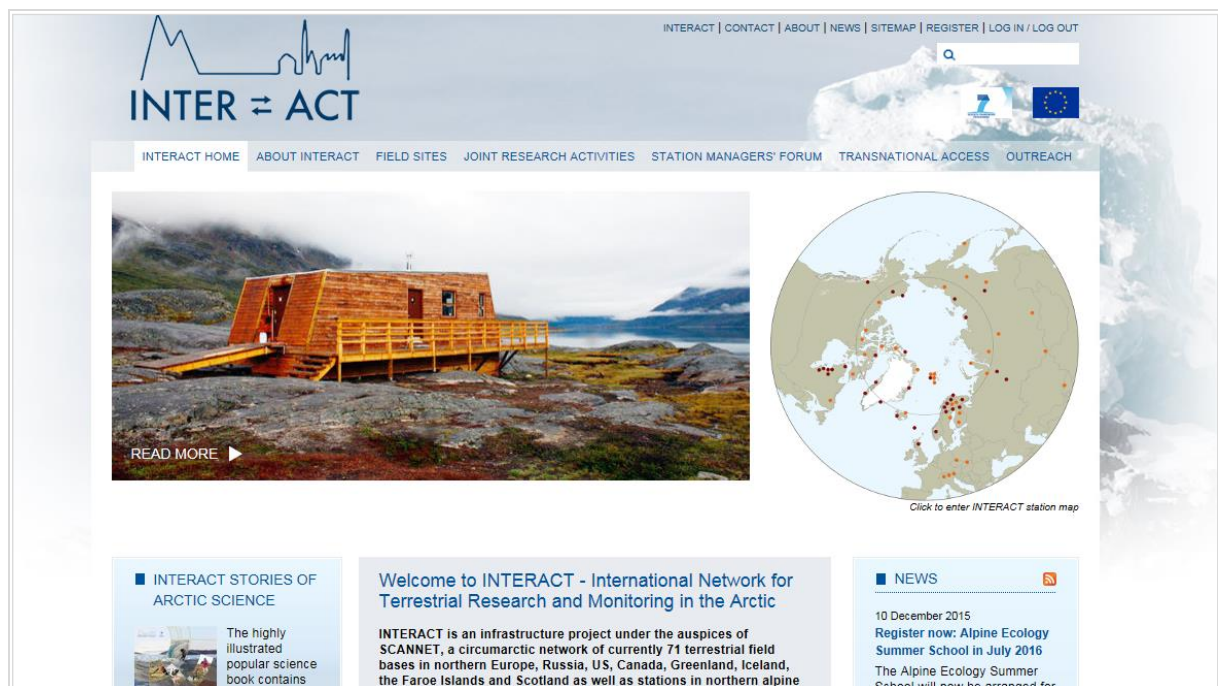 INTERACT | CONTACT | ABOUT | NEWS | SITEMAP | REGISTER | LOG IN / LOG OUT
INTER ⇄ ACT
INTERACT HOME ABOUT INTERACT FIELD SITES JOINT RESEARCH ACTIVITIES STATION MANAGERS' FORUM TRANSNATIONAL ACCESS OUTREACH
READ MORE
Click to enter INTERACT station map
INTERACT STORIES OF
ARCTIC SCIENCE
The highly
illustrated
popular science
book contains
Welcome to INTERACT - International Network for
Terrestrial Research and Monitoring in the Arctic
INTERACT is an infrastructure project under the auspices of
SCANNET, a circumarctic network of currently 71 terrestrial field
bases in northern Europe, Russia, US, Canada, Greenland, Iceland,
the Faroe Islands and Scotland as well as stations in northern alpine
NEWS
10 December 2015
Register now: Alpine Ecology
Summer School in July 2016
The Alpine Ecology Summer
School will now be arranged for